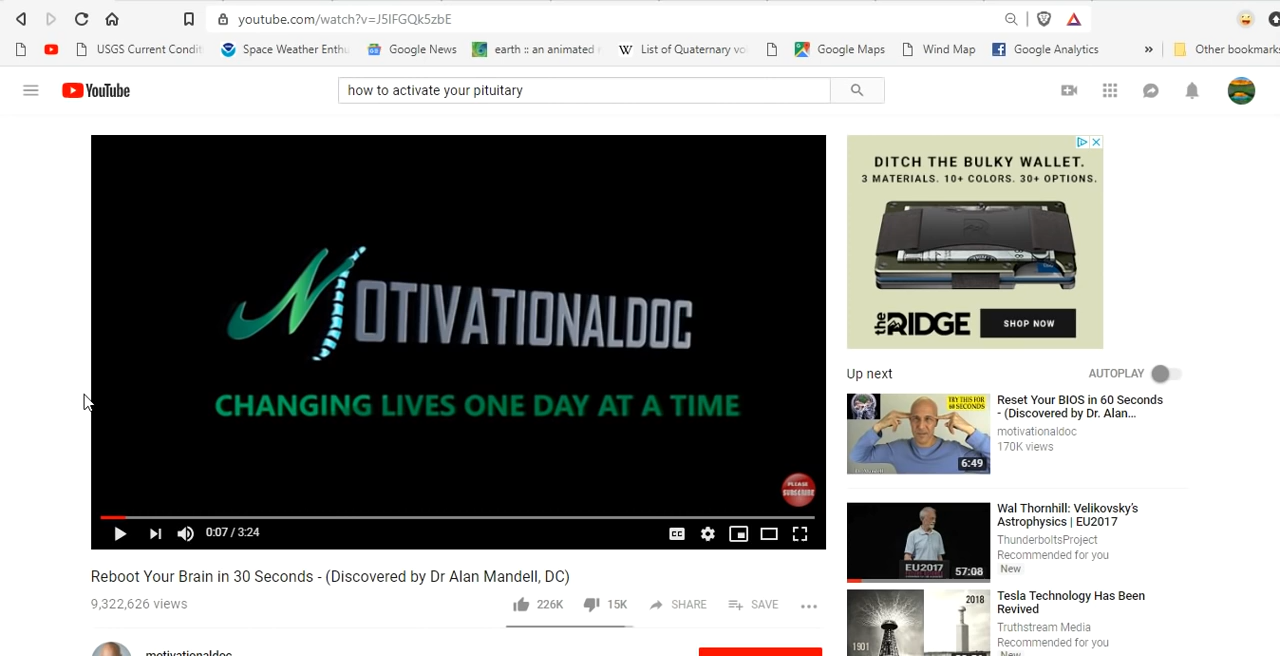 youtube.com/watch?v=J5IFGQk5zbE
USGS Current Condit
Space Weather Enthu
Google News
earth :: an animated
W List of Quaternary vo
Google Maps
Wind Map
Google Analytics
»
Other bookmarks
YouTube
how to activate your pituitary
MOTIVATIONALDOC
CHANGING LIVES ONE DAY AT A TIME
PLEASE
SUBSCRIBE
0:07 / 3:24
CC
Reboot Your Brain in 30 Seconds - (Discovered by Dr Alan Mandell, DC)
9,322,626 views
226K
15K
SHARE
SAVE
motivationaldoc
DITCH THE BULKY WALLET.
3 MATERIALS. 10+ COLORS. 30+ OPTIONS.
the RIDGE
SHOP NOW
Up next
AUTOPLAY
TRY THIS FOR
60 SECONDS
6:49
Reset Your BIOS in 60 Seconds
- (Discovered by Dr. Alan...
motivationaldoc
170K views
EU2017
57:08
Wal Thornhill: Velikovsky's
Astrophysics | EU2017
ThunderboltsProject
Recommended for you
New
2018
1901
Tesla Technology Has Been
Revived
Truthstream Media
Recommended for you
New